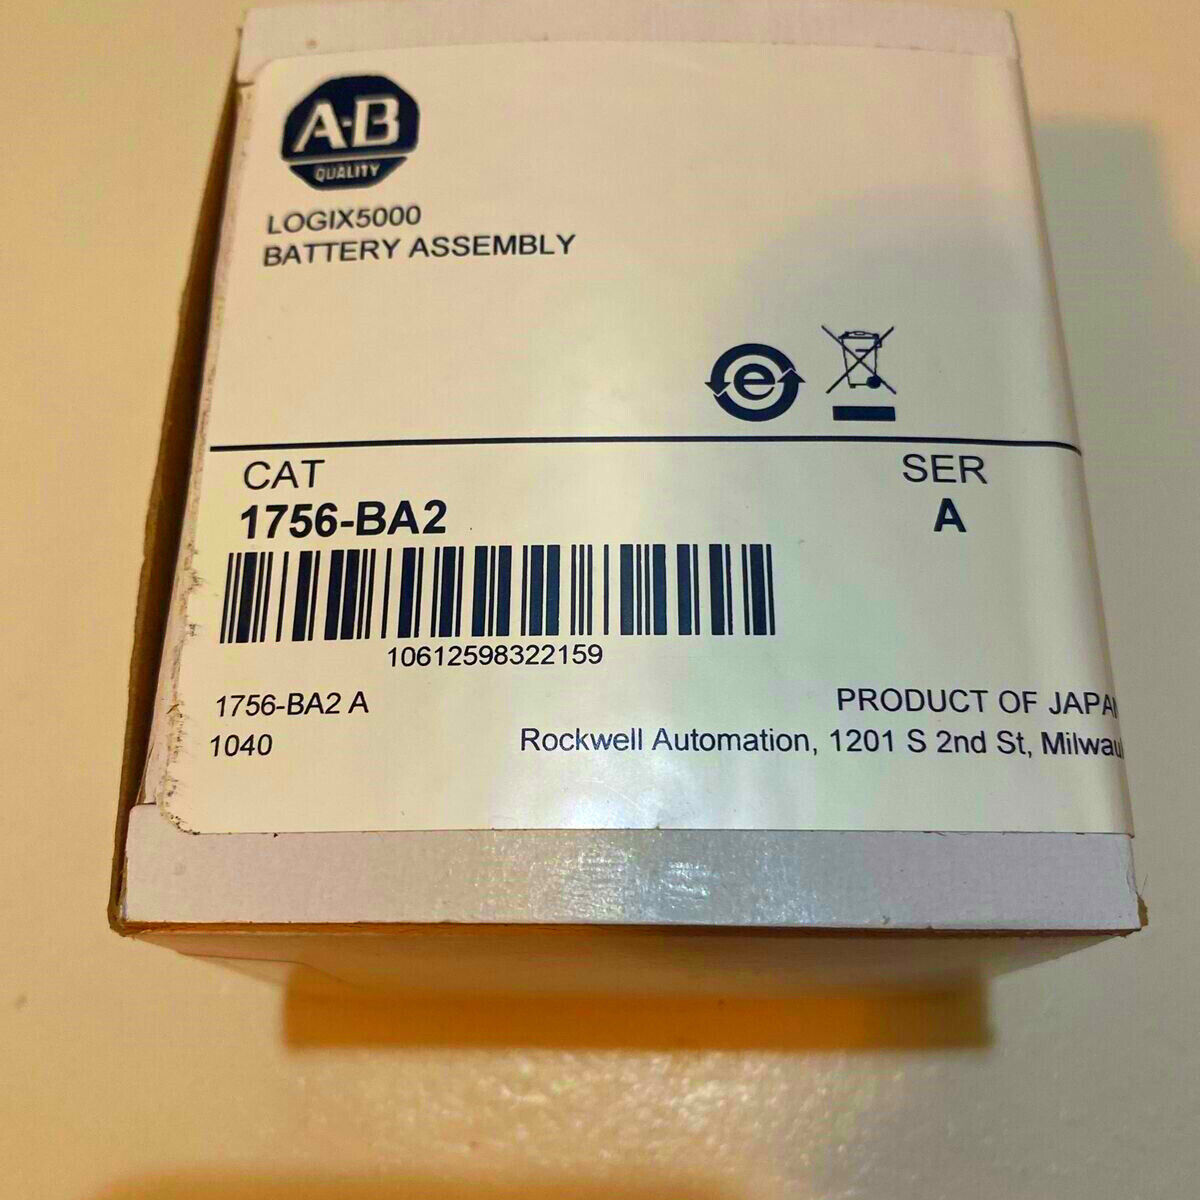 A-B
QUALITY
LOGIX5000
BATTERY ASSEMBLY
e
CAT
SER
1756-BA2
A
10612598322159
1756-BA2 A
PRODUCT OF JAPAN
1040
Rockwell Automation, 1201 S 2nd St,